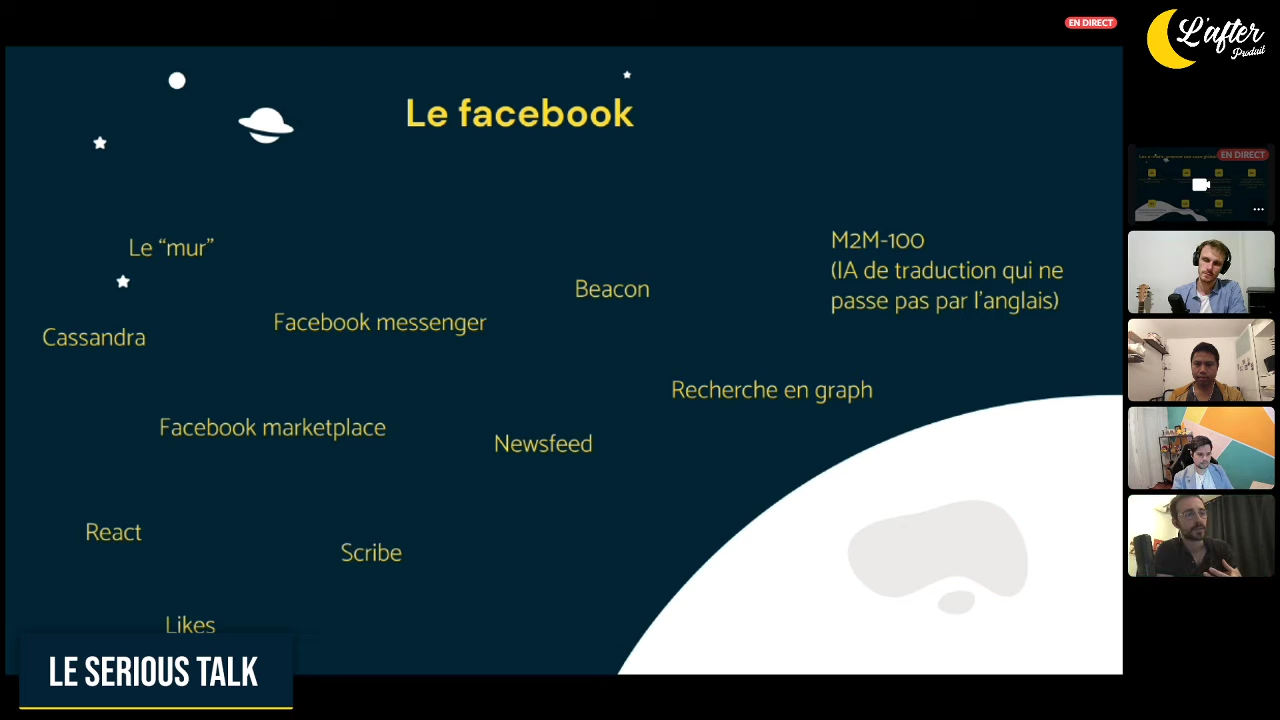 EN DIRECT
L'after
Produit
Le facebook
EN DIRECT
Le “mur”
M2M-100
(IA de traduction qui ne
passe pas par l'anglais)
Beacon
Facebook messenger
Cassandra
Recherche en graph
Facebook marketplace
Newsfeed
React
Scribe
Likes
LE SERIOUS TALK